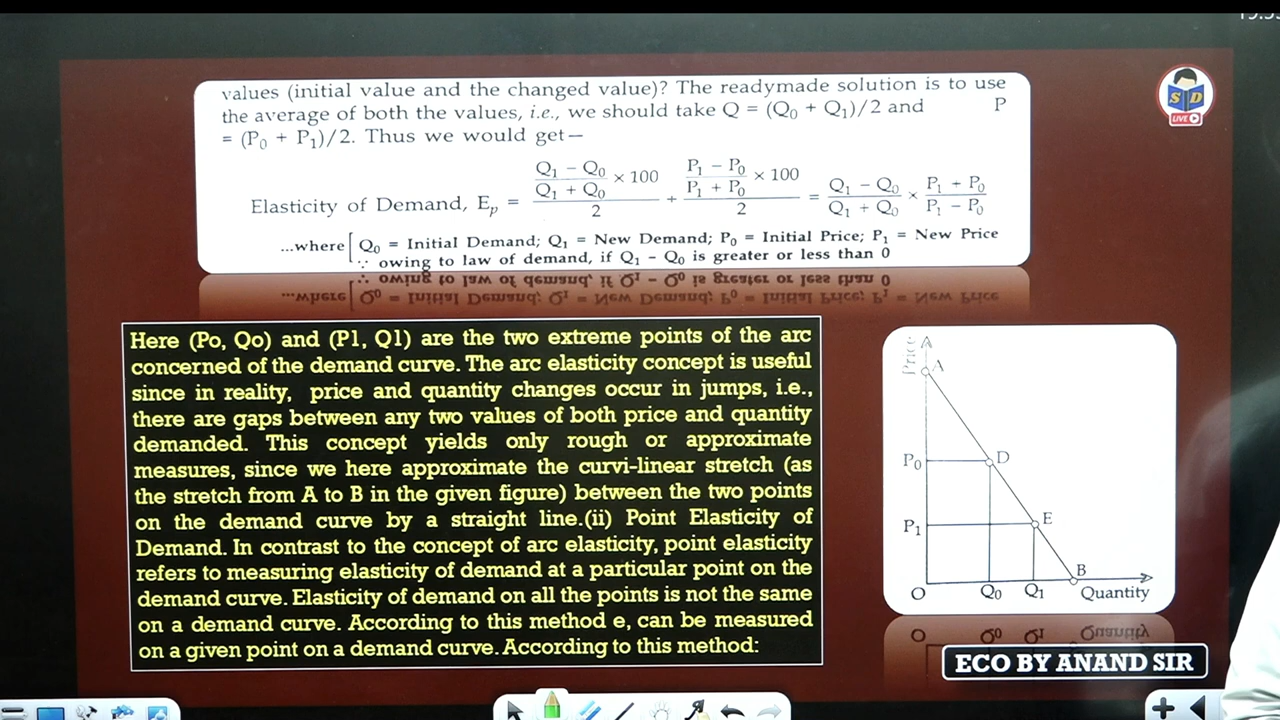 values (initial value and the changed value)? The readymade solution is to use
the average of both the values, i.e., we should take Q = (Q₀ + Q₁)/2 and P
= (P₀ + P₁)/2. Thus we would get—
Elasticity of Demand, Eₚ = ((Q₁ − Q₀)/(Q₁ + Q₀) × 100)/2 + ((P₁ − P₀)/(P₁ + P₀) × 100)/2 = (Q₁ − Q₀)/(Q₁ + Q₀) × (P₁ + P₀)/(P₁ − P₀)
...where [ Q₀ = Initial Demand; Q₁ = New Demand; P₀ = Initial Price; P₁ = New Price
∵ owing to law of demand, if Q₁ − Q₀ is greater or less than 0
S D
LIVE
Here (Po, Qo) and (P1, Q1) are the two extreme points of the arc
concerned of the demand curve. The arc elasticity concept is useful
since in reality, price and quantity changes occur in jumps, i.e.,
there are gaps between any two values of both price and quantity
demanded. This concept yields only rough or approximate
measures, since we here approximate the curvi-linear stretch (as
the stretch from A to B in the given figure) between the two points
on the demand curve by a straight line.(ii) Point Elasticity of
Demand. In contrast to the concept of arc elasticity, point elasticity
refers to measuring elasticity of demand at a particular point on the
demand curve. Elasticity of demand on all the points is not the same
on a demand curve. According to this method e, can be measured
on a given point on a demand curve. According to this method:
Price
A
P₀ D
P₁ E
B
O Q₀ Q₁ Quantity
ECO BY ANAND SIR